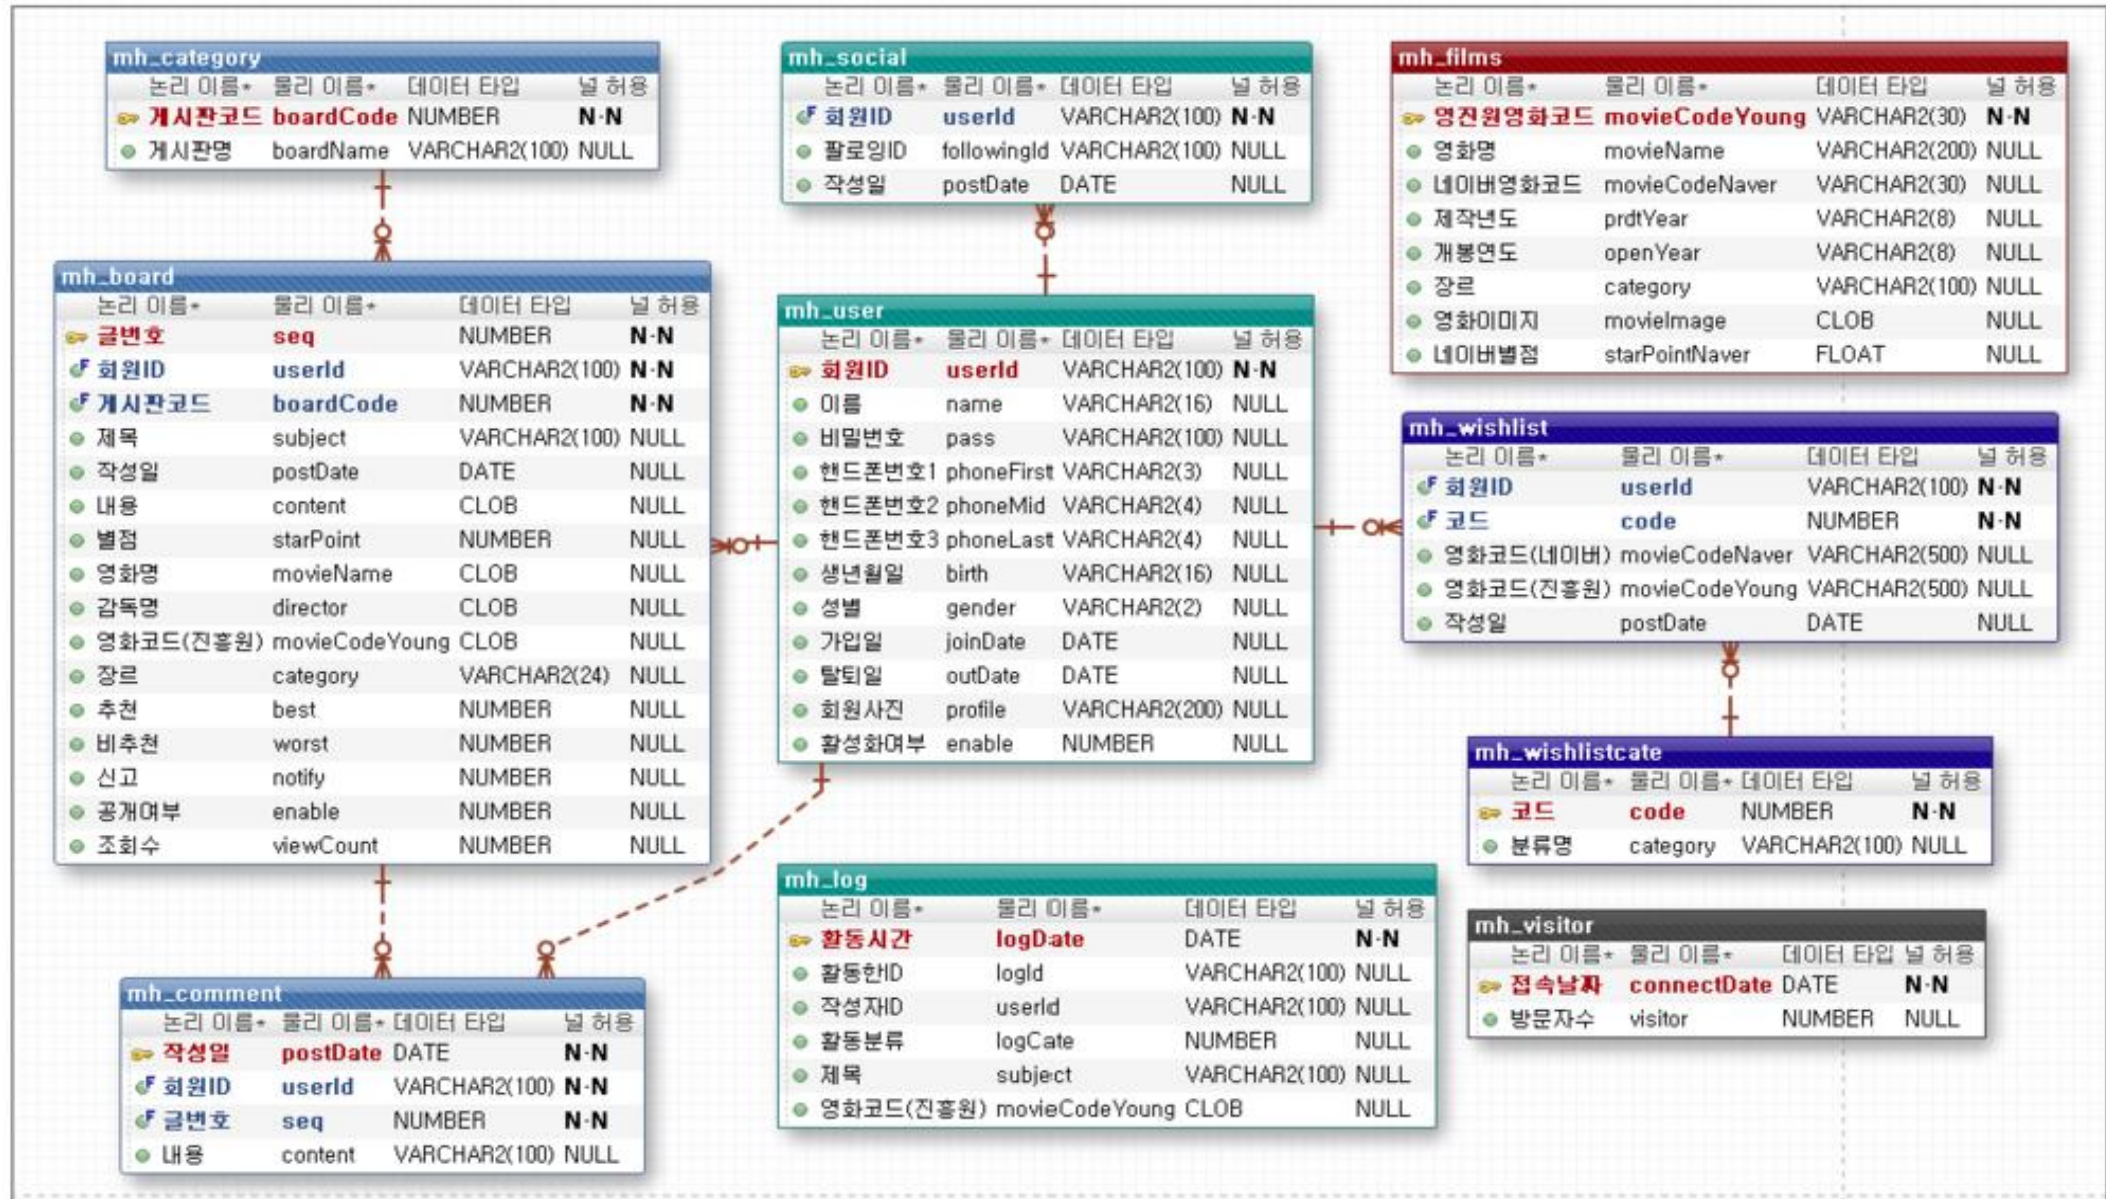 mh_category
논리 이름* 물리 이름* 데이터 타입 널 허용
게시판코드 boardCode NUMBER N-N
게시판명 boardName VARCHAR2(100) NULL
mh_social
논리 이름* 물리 이름* 데이터 타입 널 허용
회원ID userId VARCHAR2(100) N-N
팔로잉ID followingId VARCHAR2(100) NULL
작성일 postDate DATE NULL
mh_films
논리 이름* 물리 이름* 데이터 타입 널 허용
영진원영화코드 movieCodeYoung VARCHAR2(30) N-N
영화명 movieName VARCHAR2(200) NULL
네이버영화코드 movieCodeNaver VARCHAR2(30) NULL
제작년도 prdtYear VARCHAR2(8) NULL
개봉연도 openYear VARCHAR2(8) NULL
장르 category VARCHAR2(100) NULL
영화이미지 movieImage CLOB NULL
네이버별점 starPointNaver FLOAT NULL
mh_board
논리 이름* 물리 이름* 데이터 타입 널 허용
글번호 seq NUMBER N-N
회원ID userId VARCHAR2(100) N-N
게시판코드 boardCode NUMBER N-N
제목 subject VARCHAR2(100) NULL
작성일 postDate DATE NULL
내용 content CLOB NULL
별점 starPoint NUMBER NULL
영화명 movieName CLOB NULL
감독명 director CLOB NULL
영화코드(진흥원) movieCodeYoung CLOB NULL
장르 category VARCHAR2(24) NULL
추천 best NUMBER NULL
비추천 worst NUMBER NULL
신고 notify NUMBER NULL
공개여부 enable NUMBER NULL
조회수 viewCount NUMBER NULL
mh_user
논리 이름* 물리 이름* 데이터 타입 널 허용
회원ID userId VARCHAR2(100) N-N
이름 name VARCHAR2(16) NULL
비밀번호 pass VARCHAR2(100) NULL
핸드폰번호1 phoneFirst VARCHAR2(3) NULL
핸드폰번호2 phoneMid VARCHAR2(4) NULL
핸드폰번호3 phoneLast VARCHAR2(4) NULL
생년월일 birth VARCHAR2(16) NULL
성별 gender VARCHAR2(2) NULL
가입일 joinDate DATE NULL
탈퇴일 outDate DATE NULL
회원사진 profile VARCHAR2(200) NULL
활성화여부 enable NUMBER NULL
mh_wishlist
논리 이름* 물리 이름* 데이터 타입 널 허용
회원ID userId VARCHAR2(100) N-N
코드 code NUMBER N-N
영화코드(네이버) movieCodeNaver VARCHAR2(500) NULL
영화코드(진흥원) movieCodeYoung VARCHAR2(500) NULL
작성일 postDate DATE NULL
mh_wishlistcate
논리 이름* 물리 이름* 데이터 타입 널 허용
코드 code NUMBER N-N
분류명 category VARCHAR2(100) NULL
mh_log
논리 이름* 물리 이름* 데이터 타입 널 허용
활동시간 logDate DATE N-N
활동한ID logId VARCHAR2(100) NULL
작성자ID userId VARCHAR2(100) NULL
활동분류 logCate NUMBER NULL
제목 subject VARCHAR2(100) NULL
영화코드(진흥원) movieCodeYoung CLOB NULL
mh_visitor
논리 이름* 물리 이름* 데이터 타입 널 허용
접속날짜 connectDate DATE N-N
방문자수 visitor NUMBER NULL
mh_comment
논리 이름* 물리 이름* 데이터 타입 널 허용
작성일 postDate DATE N-N
회원ID userId VARCHAR2(100) N-N
글번호 seq NUMBER N-N
내용 content VARCHAR2(100) NULL